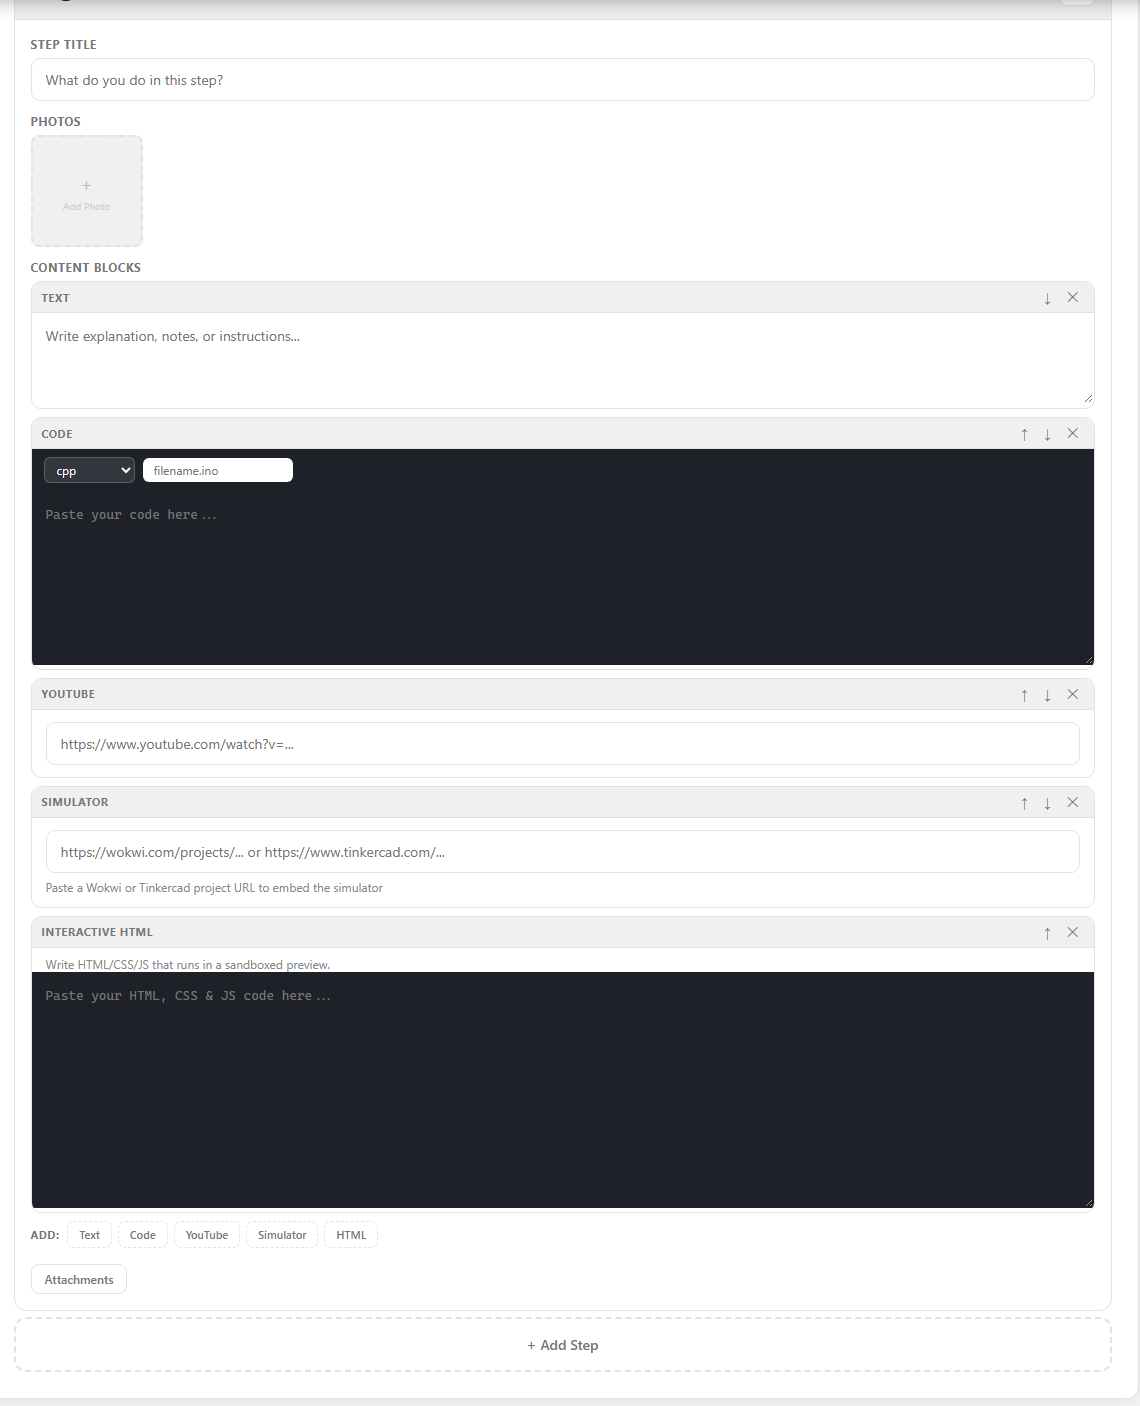 STEP TITLE
What do you do in this step?
PHOTOS
+
Add Photo
CONTENT BLOCKS
TEXT ↓ ×
Write explanation, notes, or instructions...
CODE ↑ ↓ ×
cpp filename.ino
Paste your code here...
YOUTUBE ↑ ↓ ×
https://www.youtube.com/watch?v=...
SIMULATOR ↑ ↓ ×
https://wokwi.com/projects/... or https://www.tinkercad.com/...
Paste a Wokwi or Tinkercad project URL to embed the simulator
INTERACTIVE HTML ↑ ×
Write HTML/CSS/JS that runs in a sandboxed preview.
Paste your HTML, CSS & JS code here...
ADD: Text Code YouTube Simulator HTML
Attachments
+ Add Step